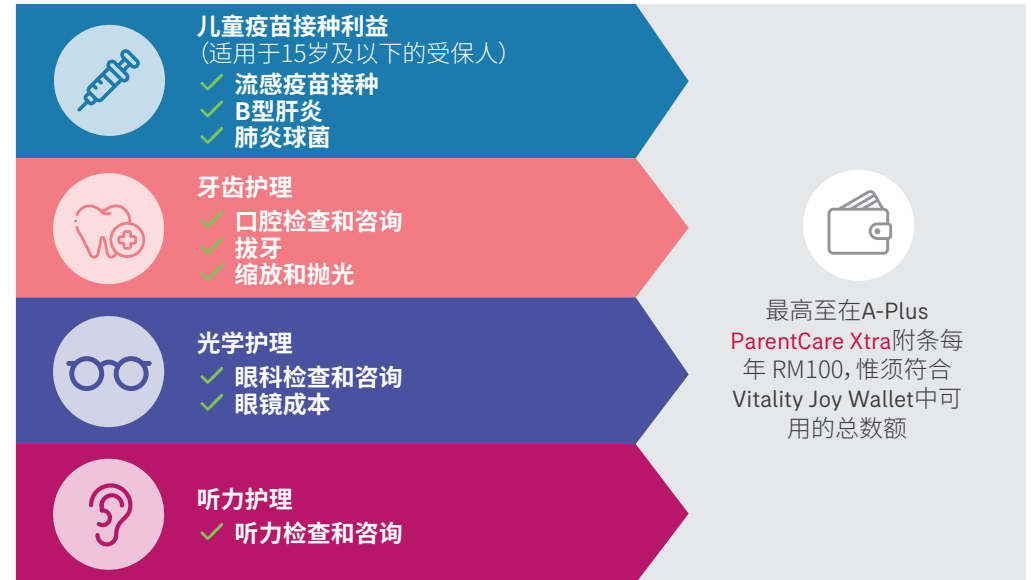 儿童疫苗接种利益
（适用于15岁及以下的受保人）
流感疫苗接种
B型肝炎
肺炎球菌
牙齿护理
口腔检查和咨询
拔牙
缩放和抛光
光学护理
眼科检查和咨询
眼镜成本
听力护理
听力检查和咨询
最高至在A-Plus
ParentCare Xtra附条每
年 RM100，惟须符合
Vitality Joy Wallet中可
用的总数额